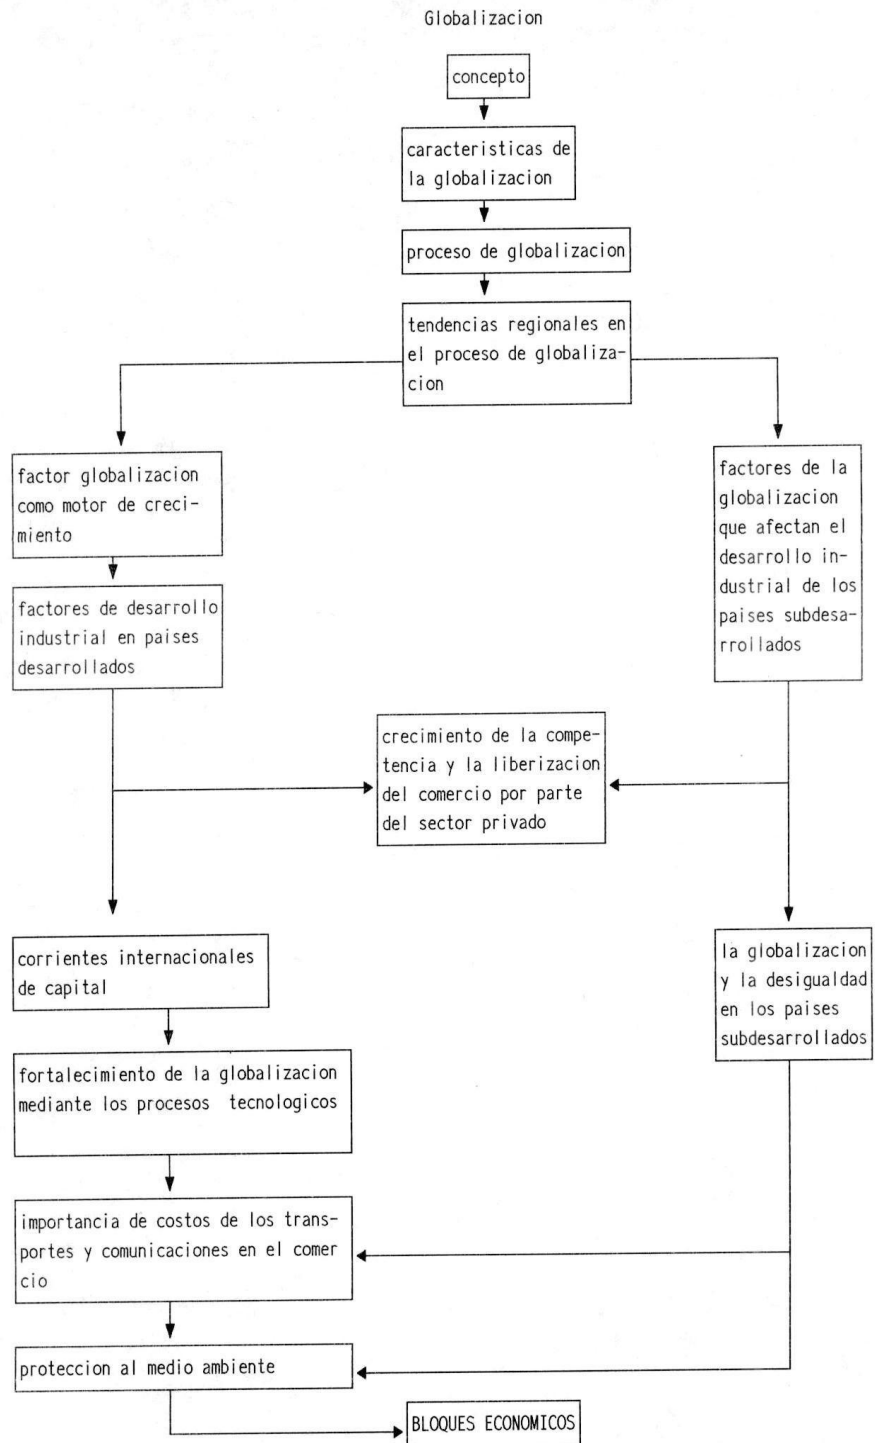 Globalizacion
concepto
caracteristicas de
la globalizacion
proceso de globalizacion
tendencias regionales en
el proceso de globaliza-
cion
factor globalizacion
como motor de creci-
miento
factores de la
globalizacion
que afectan el
desarrollo in-
dustrial de los
paises subdesa-
rrollados
factores de desarrollo
industrial en paises
desarrollados
crecimiento de la compe-
tencia y la liberizacion
del comercio por parte
del sector privado
corrientes internacionales
de capital
la globalizacion
y la desigualdad
en los paises
subdesarrollados
fortalecimiento de la globalizacion
mediante los procesos tecnologicos
importancia de costos de los trans-
portes y comunicaciones en el comer
cio
proteccion al medio ambiente
BLOQUES ECONOMICOS